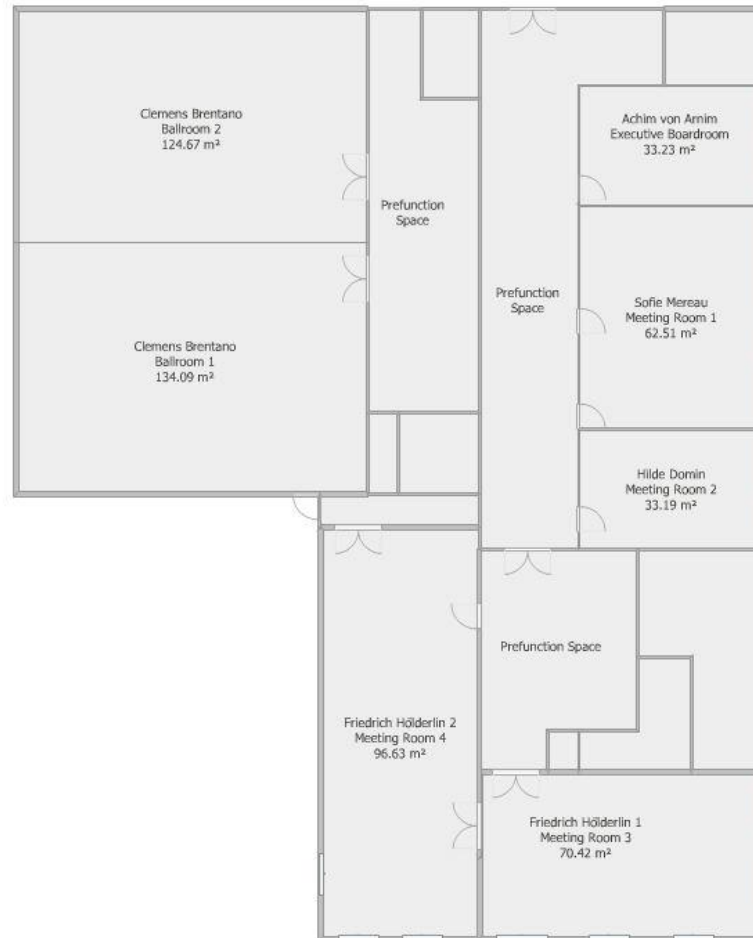 Clemens Brentano
Ballroom 2
124.67 m²
Prefunction
Space
Achim von Arnim
Executive Boardroom
33.23 m²
Prefunction
Space
Sofie Mereau
Meeting Room 1
62.51 m²
Clemens Brentano
Ballroom 1
134.09 m²
Hilde Domin
Meeting Room 2
33.19 m²
Prefunction Space
Friedrich Hölderlin 2
Meeting Room 4
96.63 m²
Friedrich Hölderlin 1
Meeting Room 3
70.42 m²